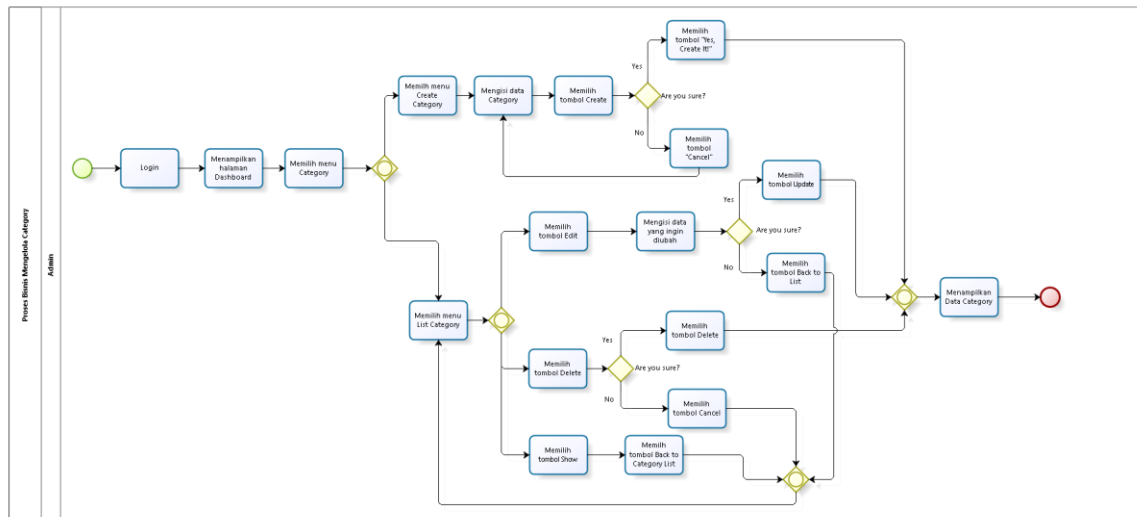 Proses Bisnis Mengelola Category
Admin
Login
Menampilkan
halaman
Dashboard
Memilih menu
Category
Memilh menu
Create
Category
Mengisi data
Category
Memilih
tombol Create
Are you sure?
Yes
Memilih
tombol "Yes,
Create It!"
No
Memilih
tombol
"Cancel"
Memilih menu
List Category
Memilih
tombol Edit
Mengisi data
yang ingin
diubah
Are you sure?
Yes
Memilih
tombol Update
No
Memilih
tombol Back to
List
Memilih
tombol Delete
Are you sure?
Yes
Memilih
tombol Delete
No
Memilih
tombol Cancel
Memilih
tombol Show
Memilh
tombol Back to
Category List
Menampilkan
Data Category